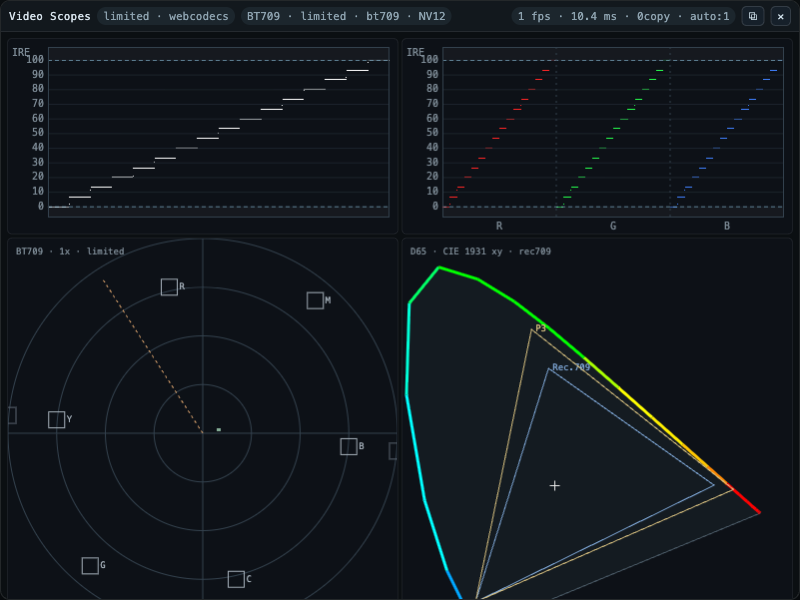 Video Scopes limited · webcodecs BT709 · limited · bt709 · NV12 1 fps · 10.4 ms · 0copy · auto:1
IRE
100
90
80
70
60
50
40
30
20
10
0
IRE
100
90
80
70
60
50
40
30
20
10
0
R G B
BT709 · 1x · limited
R
M
Y
B
G
C
D65 · CIE 1931 xy · rec709
P3
Rec.709